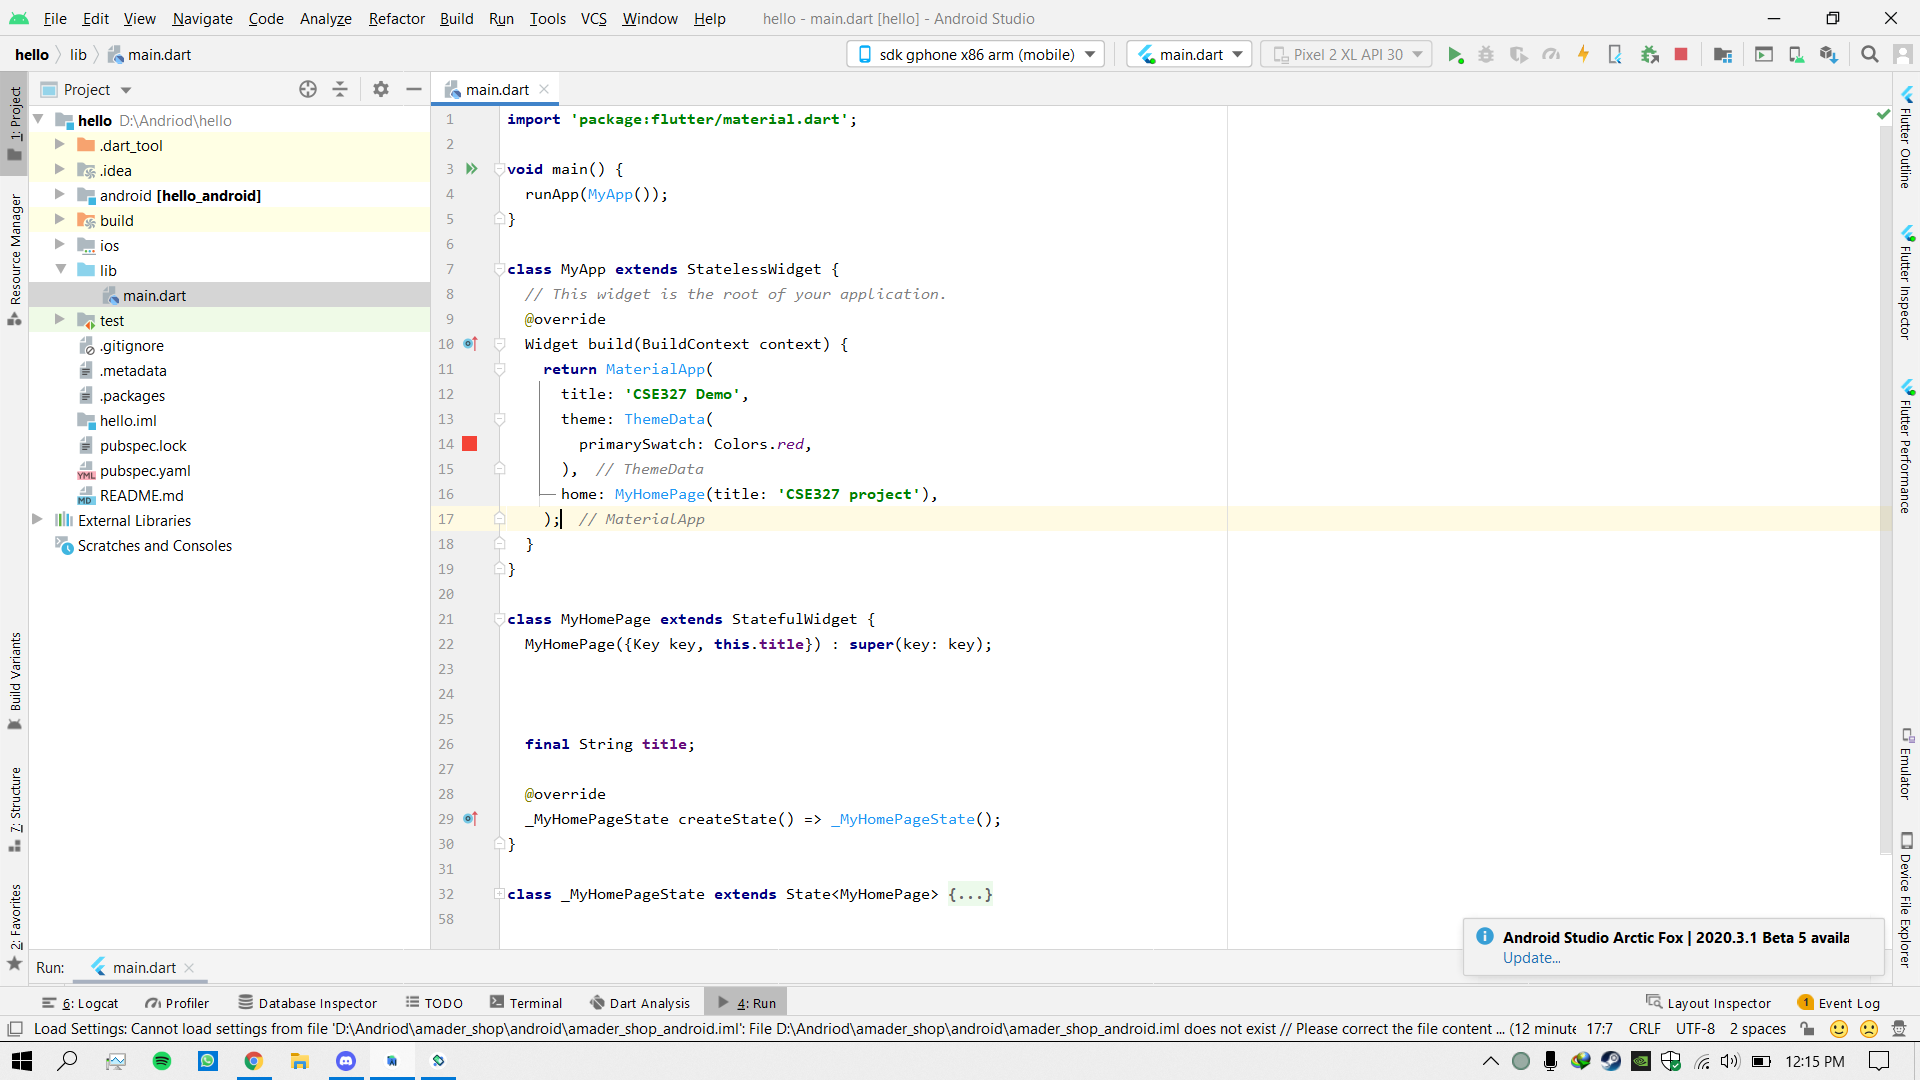 File Edit View Navigate Code Analyze Refactor Build Run Tools VCS Window Help hello - main.dart [hello] - Android Studio
hello lib main.dart sdk gphone x86 arm (mobile) main.dart Pixel 2 XL API 30
Project
main.dart
1: Project
Resource Manager
Build Variants
7: Structure
2: Favorites
hello D:\Andriod\hello
.dart_tool
.idea
android [hello_android]
build
ios
lib
main.dart
test
.gitignore
.metadata
.packages
hello.iml
pubspec.lock
pubspec.yaml
README.md
External Libraries
Scratches and Consoles
1 import 'package:flutter/material.dart';
2
3 void main() {
4 runApp(MyApp());
5 }
6
7 class MyApp extends StatelessWidget {
8 // This widget is the root of your application.
9 @override
10 Widget build(BuildContext context) {
11 return MaterialApp(
12 title: 'CSE327 Demo',
13 theme: ThemeData(
14 primarySwatch: Colors.red,
15 ), // ThemeData
16 home: MyHomePage(title: 'CSE327 project'),
17 ); // MaterialApp
18 }
19 }
20
21 class MyHomePage extends StatefulWidget {
22 MyHomePage({Key key, this.title}) : super(key: key);
23
24
25
26 final String title;
27
28 @override
29 _MyHomePageState createState() => _MyHomePageState();
30 }
31
32 class _MyHomePageState extends State<MyHomePage> {...}
58
Flutter Outline
Flutter Inspector
Flutter Performance
Emulator
Device File Explorer
Android Studio Arctic Fox | 2020.3.1 Beta 5 availa
Update...
Run: main.dart
6: Logcat Profiler Database Inspector TODO Terminal Dart Analysis 4: Run Layout Inspector 1 Event Log
Load Settings: Cannot load settings from file 'D:\Andriod\amader_shop\android\amader_shop_android.iml': File D:\Andriod\amader_shop\android\amader_shop_android.iml does not exist // Please correct the file content ... (12 minute 17:7 CRLF UTF-8 2 spaces
12:15 PM